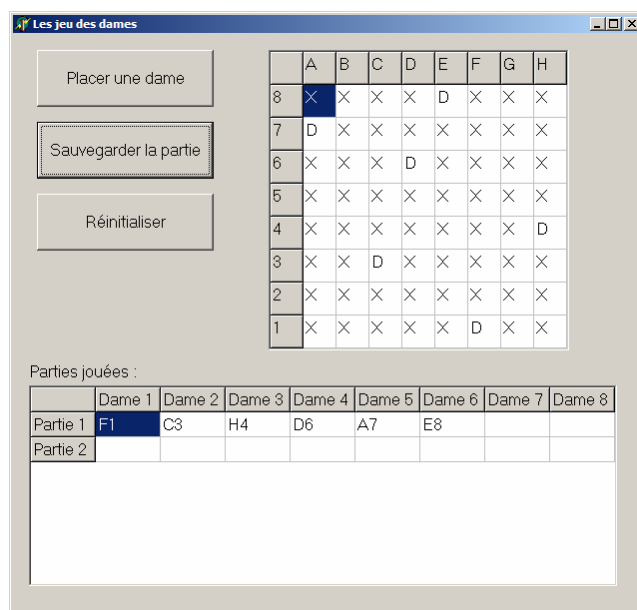 Les jeu des dames
Placer une dame
Sauvegarder la partie
Réinitialiser
A B C D E F G H
8 X X X X D X X X
7 D X X X X X X X
6 X X X D X X X X
5 X X X X X X X X
4 X X X X X X X D
3 X X D X X X X X
2 X X X X X X X X
1 X X X X X D X X
Parties jouées :
Dame 1 Dame 2 Dame 3 Dame 4 Dame 5 Dame 6 Dame 7 Dame 8
Partie 1 F1 C3 H4 D6 A7 E8
Partie 2